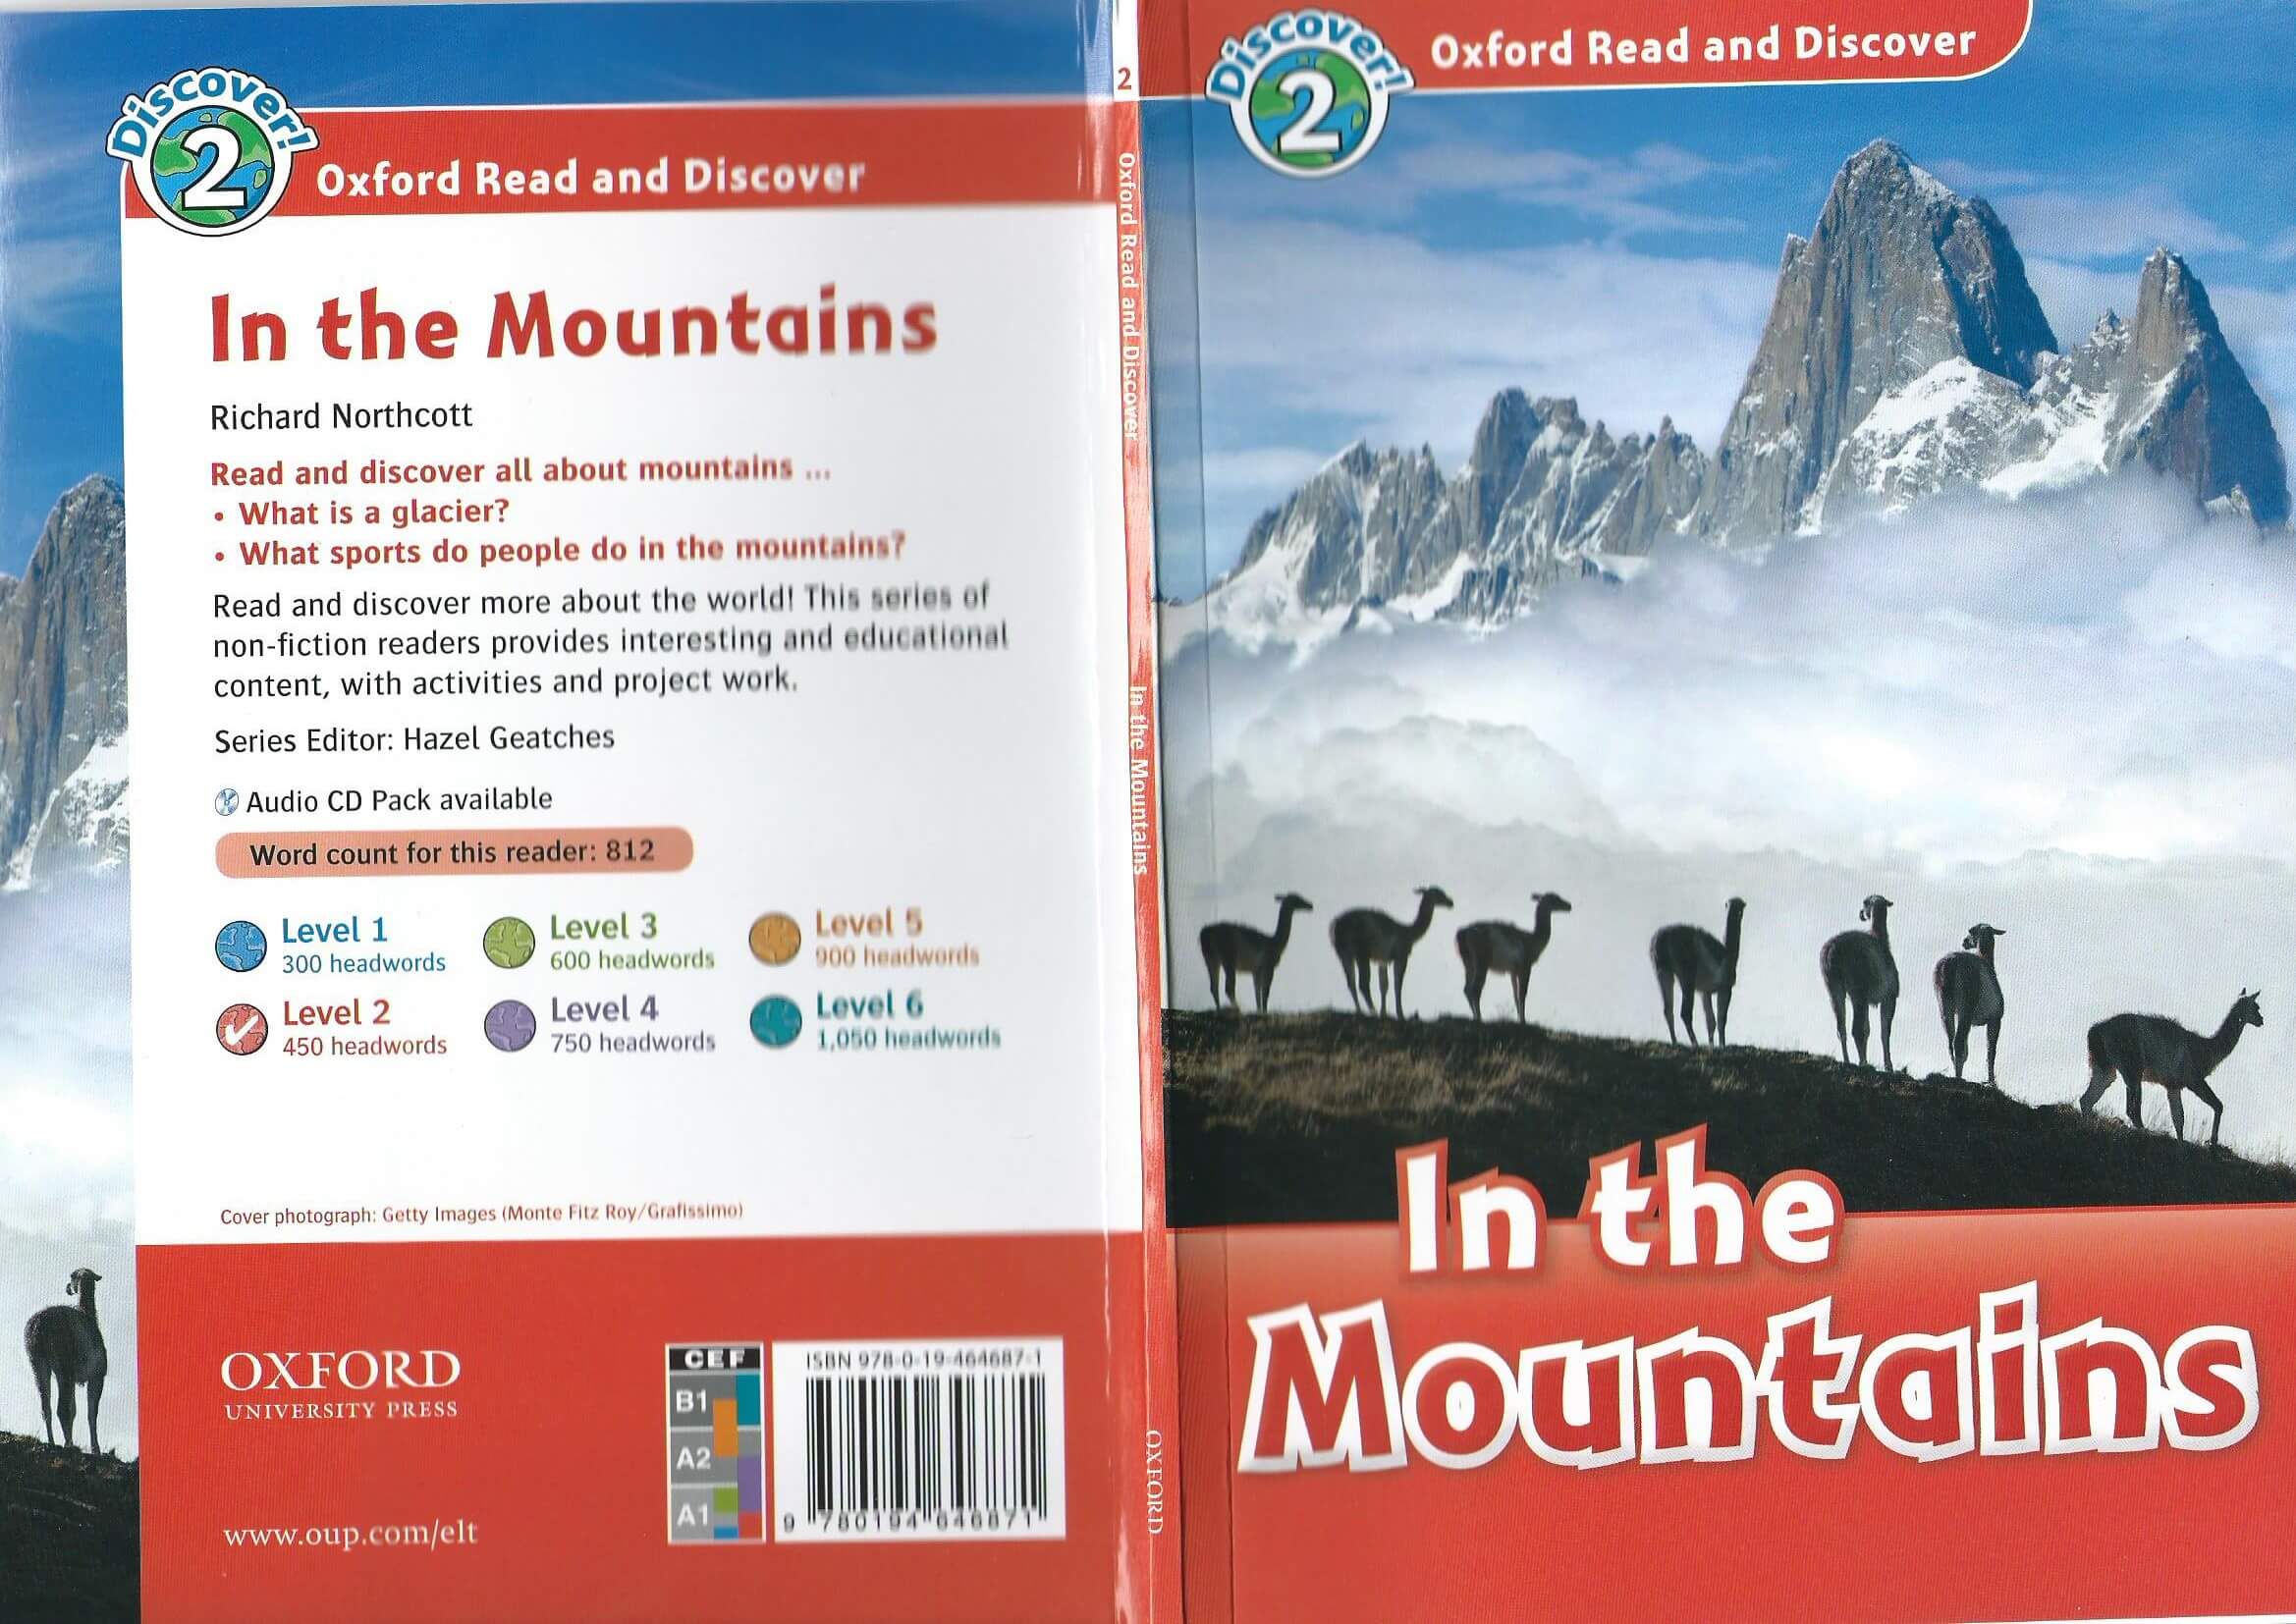 Discover!
2
Oxford Read and Discover
In the Mountains
Richard Northcott
Read and discover all about mountains ...
• What is a glacier?
• What sports do people do in the mountains?
Read and discover more about the world! This series of
non-fiction readers provides interesting and educational
content, with activities and project work.
Series Editor: Hazel Geatches
Audio CD Pack available
Word count for this reader: 812
Level 1
300 headwords
Level 2
450 headwords
Level 3
600 headwords
Level 4
750 headwords
Level 5
900 headwords
Level 6
1,050 headwords
Cover photograph: Getty Images (Monte Fitz Roy/Grafissimo)
OXFORD
UNIVERSITY PRESS
www.oup.com/elt
CEF
B1
A2
A1
ISBN 978-0-19-464687-1
9 780194 646871
2
Oxford Read and Discover
In the Mountains
OXFORD
Discover!
2
Oxford Read and Discover
In the
Mountains